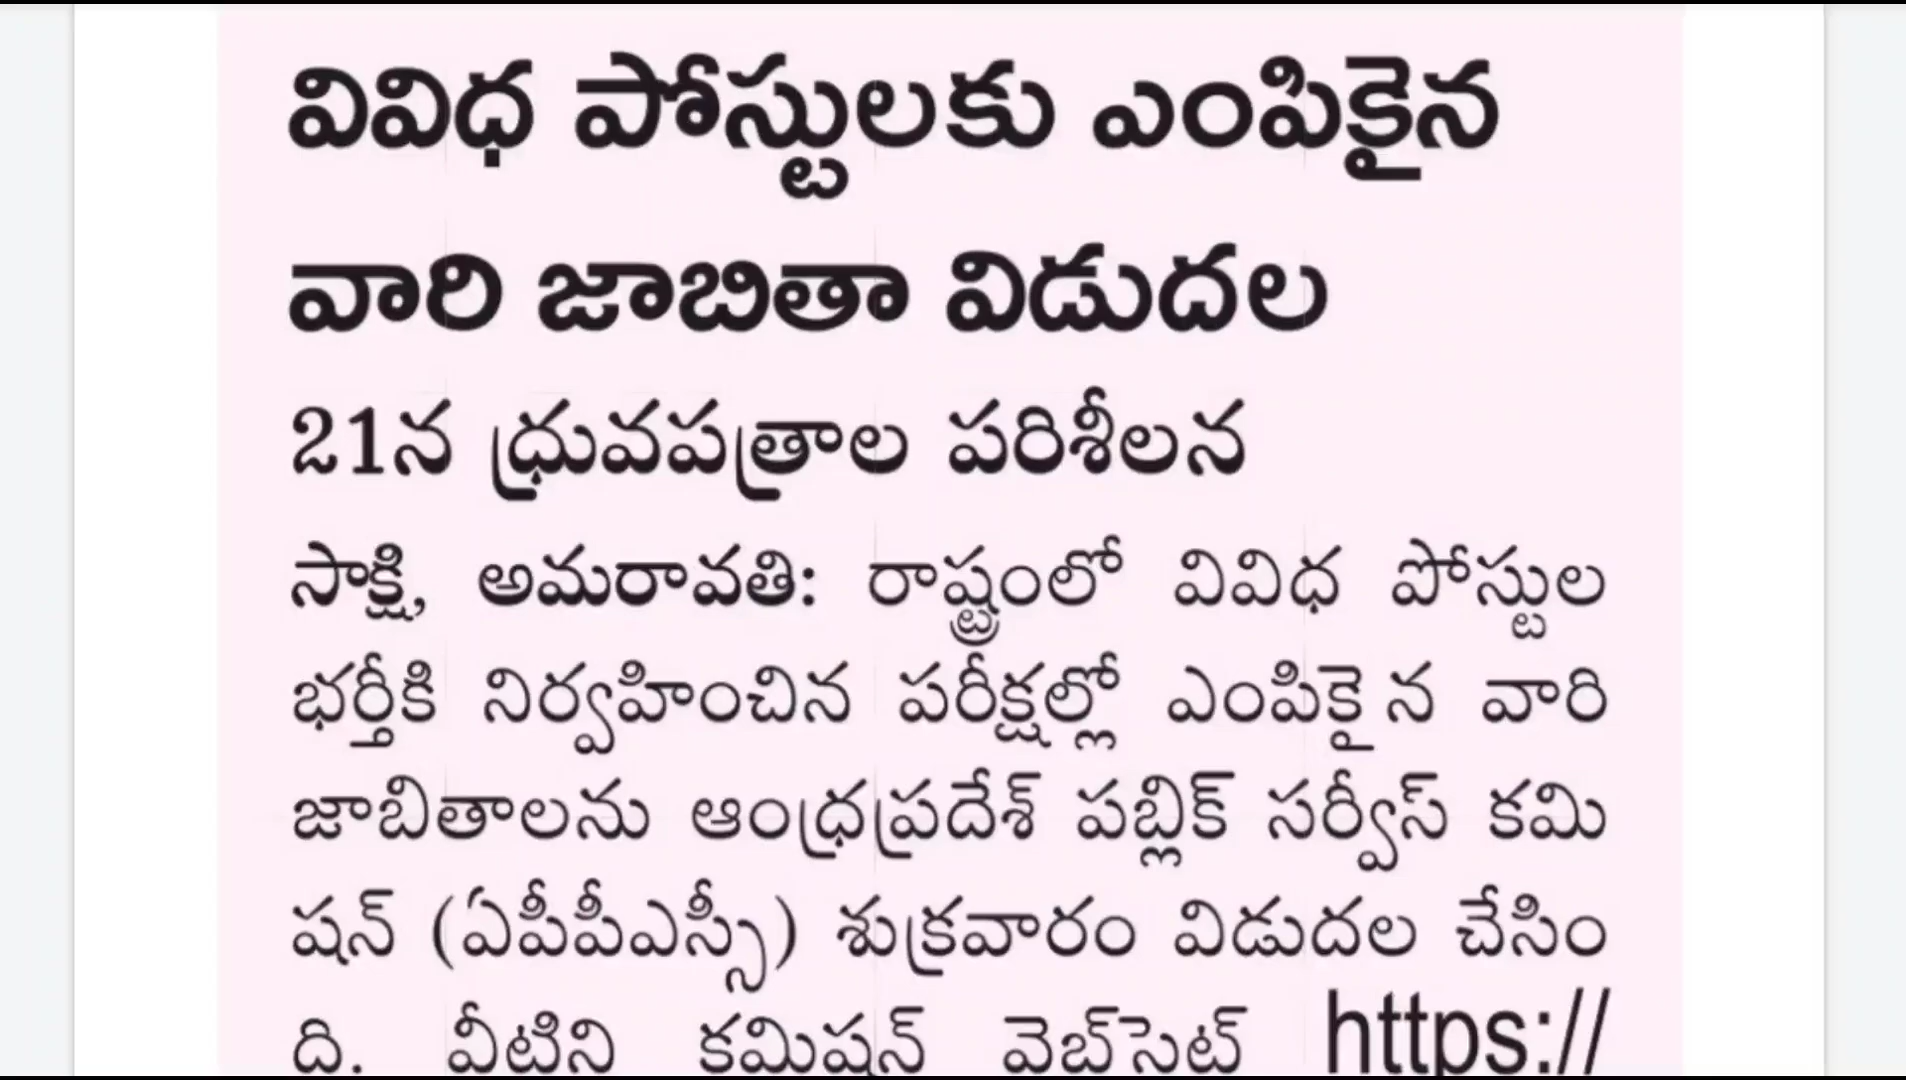 వివిధ పోస్టులకు ఎంపికైన
వారి జాబితా విడుదల
21న ధ్రువపత్రాల పరిశీలన
సాక్షి, అమరావతి: రాష్ట్రంలో వివిధ పోస్టుల
భర్తీకి నిర్వహించిన పరీక్షల్లో ఎంపికై న వారి
జాబితాలను ఆంధ్రప్రదేశ్ పబ్లిక్ సర్వీస్ కమి
షన్ (ఏపీపీఎస్సీ) శుక్రవారం విడుదల చేసిం
ది. వీటిని కమిషన్ వెబ్‌సెట్ https://